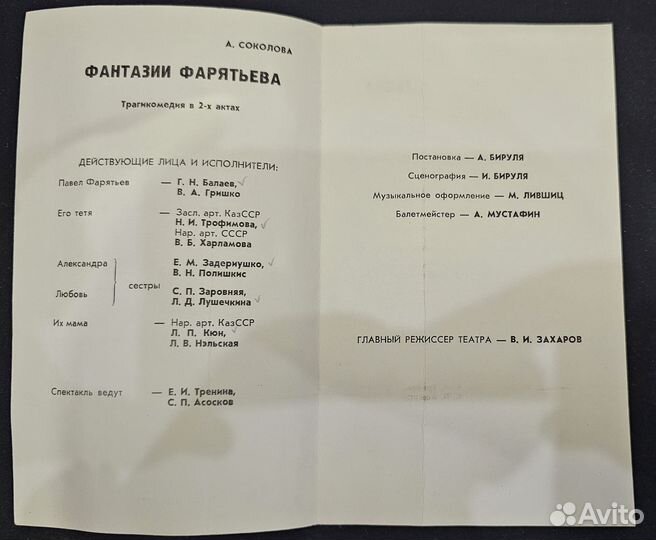 А. СОКОЛОВА
ФАНТАЗИИ ФАРЯТЬЕВА
Трагикомедия в 2-х актах
ДЕЙСТВУЮЩИЕ ЛИЦА И ИСПОЛНИТЕЛИ:
Павел Фарятьев — Г. Н. Балаев,
В. А. Гришко
Его тетя — Засл. арт. КазССР
Н. И. Трофимова,
Нар. арт. СССР
В. Б. Харламова
Александра Е. М. Задериушко,
В. Н. Полишкис
сестры
Любовь С. П. Заровняя,
Л. Д. Лушечкина
Их мама — Нар. арт. КазССР
Л. П. Кюн,
Л. В. Нэльская
Спектакль ведут — Е. И. Тренина,
С. П. Асосков
Постановка — А. БИРУЛЯ
Сценография — И. БИРУЛЯ
Музыкальное оформление — М. ЛИВШИЦ
Балетмейстер — А. МУСТАФИН
ГЛАВНЫЙ РЕЖИССЕР ТЕАТРА — В. И. ЗАХАРОВ
Avito